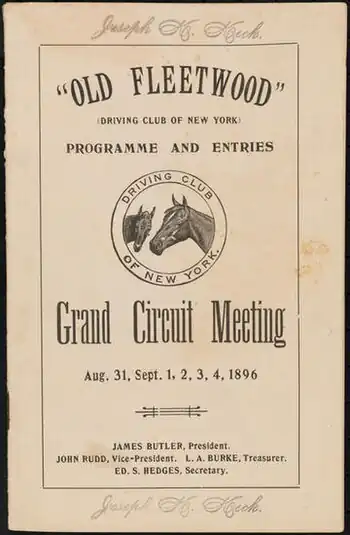 Joseph K.
"OLD FLEETWOOD"
(DRIVING CLUB OF NEW YORK)
PROGRAMME AND ENTRIES
DRIVING CLUB
OF NEW YORK.
Grand Circuit Meeting
Aug. 31, Sept. 1, 2, 3, 4, 1896
JAMES BUTLER, President.
JOHN RUDD, Vice-President. L. A. BURKE, Treasurer.
ED. S. HEDGES, Secretary.
Joseph K.